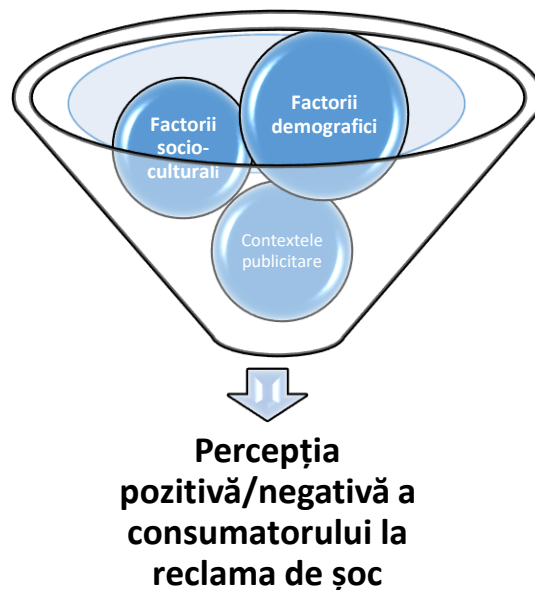 Factorii
demografici
Factorii
socio-
culturali
Contextele
publicitare
Percepția
pozitivă/negativă a
consumatorului la
reclama de șoc